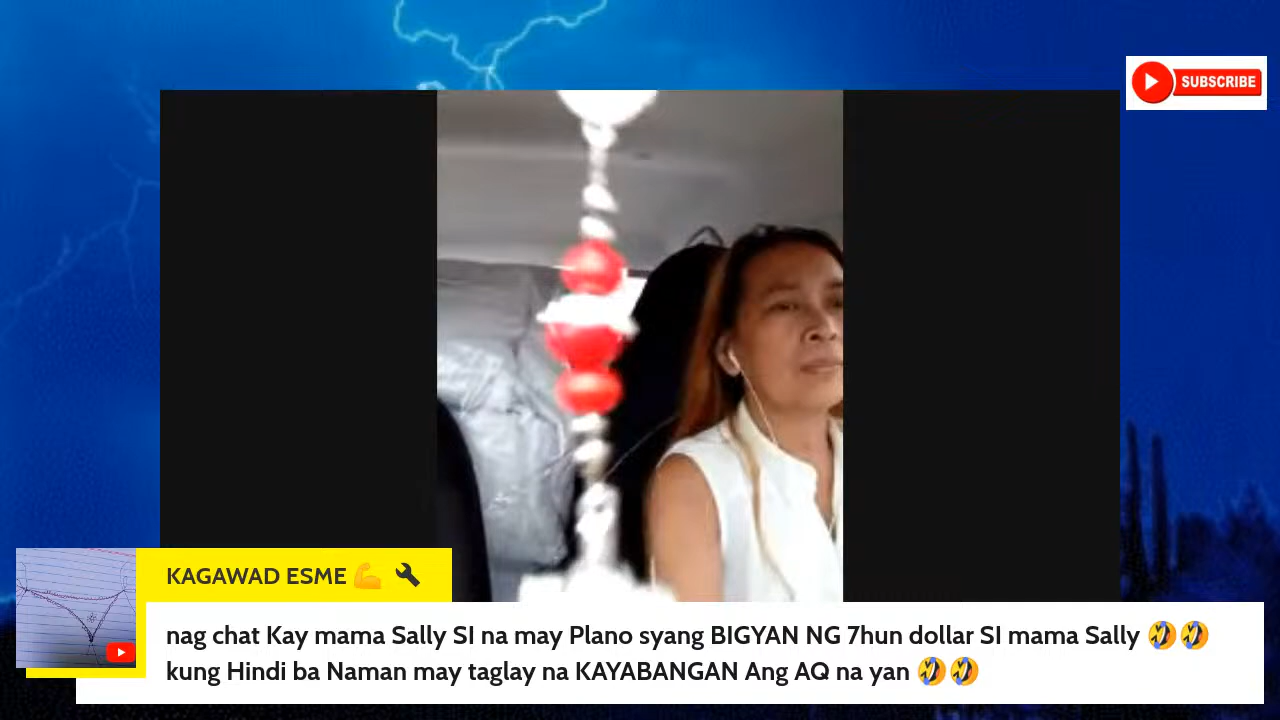 SUBSCRIBE
KAGAWAD ESME 💪 🔧
nag chat Kay mama Sally SI na may Plano syang BIGYAN NG 7hun dollar SI mama Sally 🤣🤣
kung Hindi ba Naman may taglay na KAYABANGAN Ang AQ na yan 🤣🤣